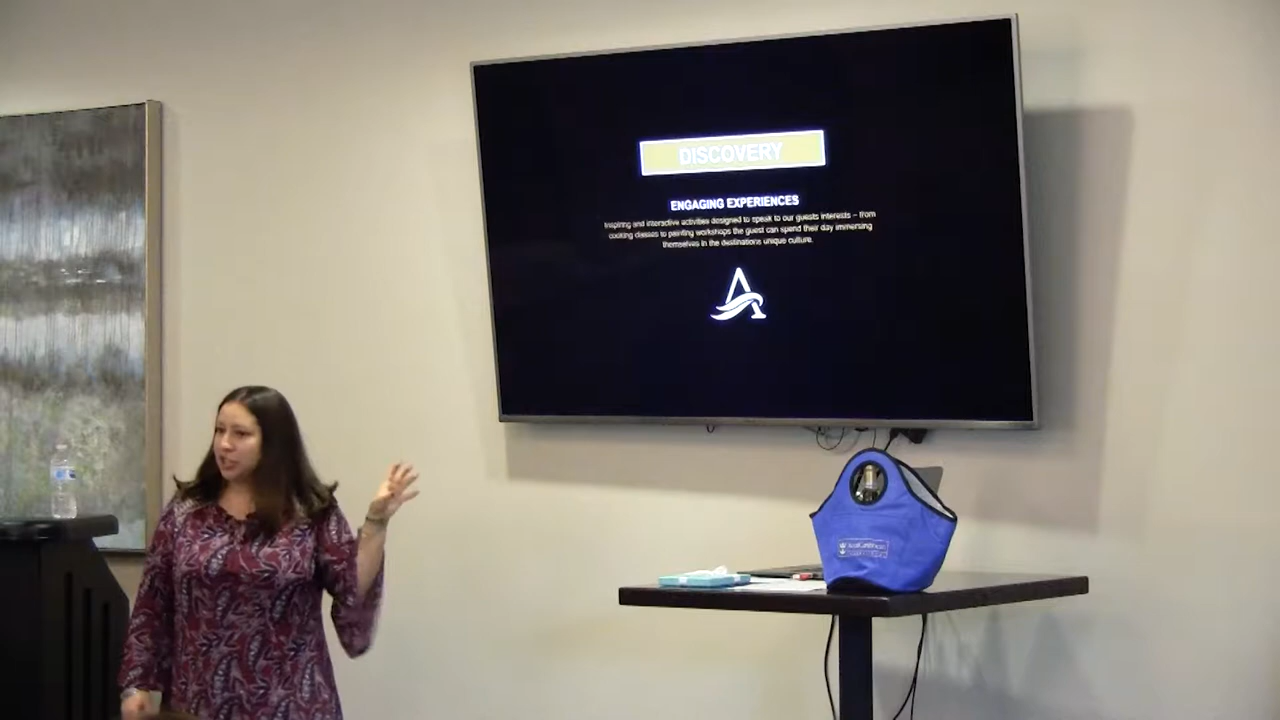 DISCOVERY
ENGAGING EXPERIENCES
Inspiring and interactive activities designed to speak to our guests interests – from
cooking classes to painting workshops the guest can spend their day immersing
themselves in the destinations unique culture.
A